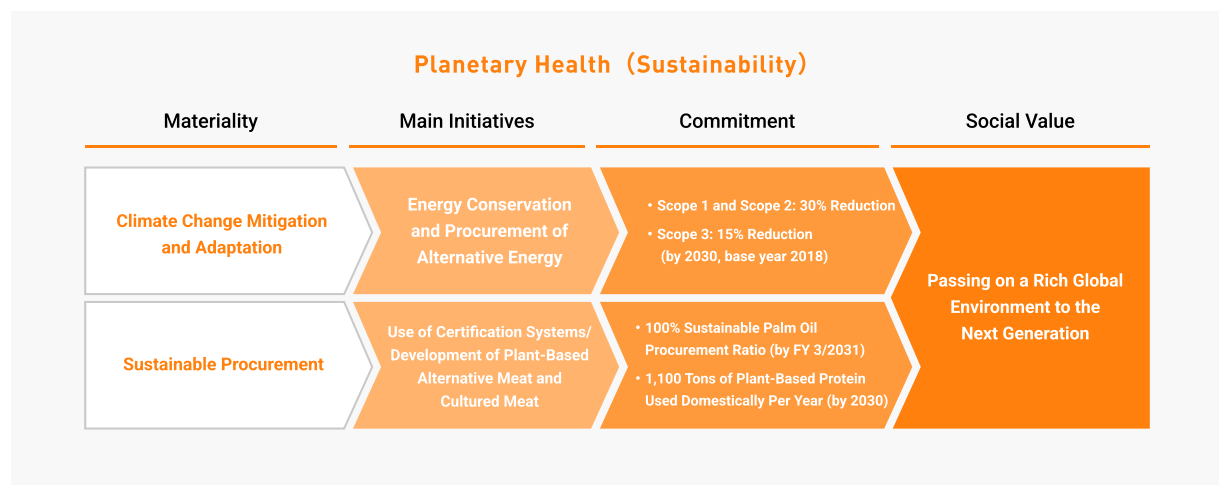 Planetary Health（Sustainability）
Materiality
Main Initiatives
Commitment
Social Value
Climate Change Mitigation
and Adaptation
Energy Conservation
and Procurement of
Alternative Energy
・Scope 1 and Scope 2: 30% Reduction
・Scope 3: 15% Reduction
(by 2030, base year 2018)
Sustainable Procurement
Use of Certification Systems/
Development of Plant-Based
Alternative Meat and
Cultured Meat
・100% Sustainable Palm Oil
Procurement Ratio (by FY 3/2031)
・1,100 Tons of Plant-Based Protein
Used Domestically Per Year (by 2030)
Passing on a Rich Global
Environment to the
Next Generation